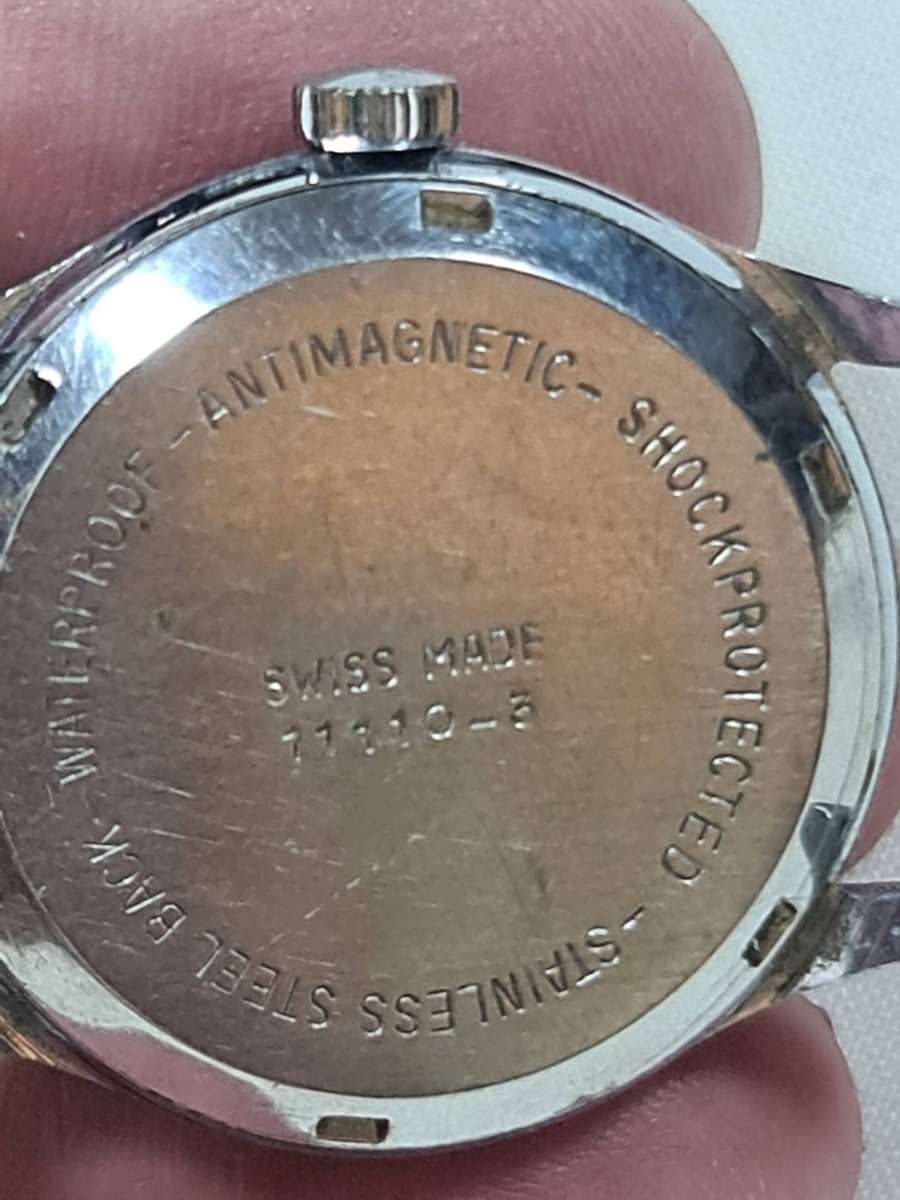 WATERPROOF - ANTIMAGNETIC - SHOCKPROTECTED - STAINLESS STEEL BACK -
SWISS MADE
11110-3